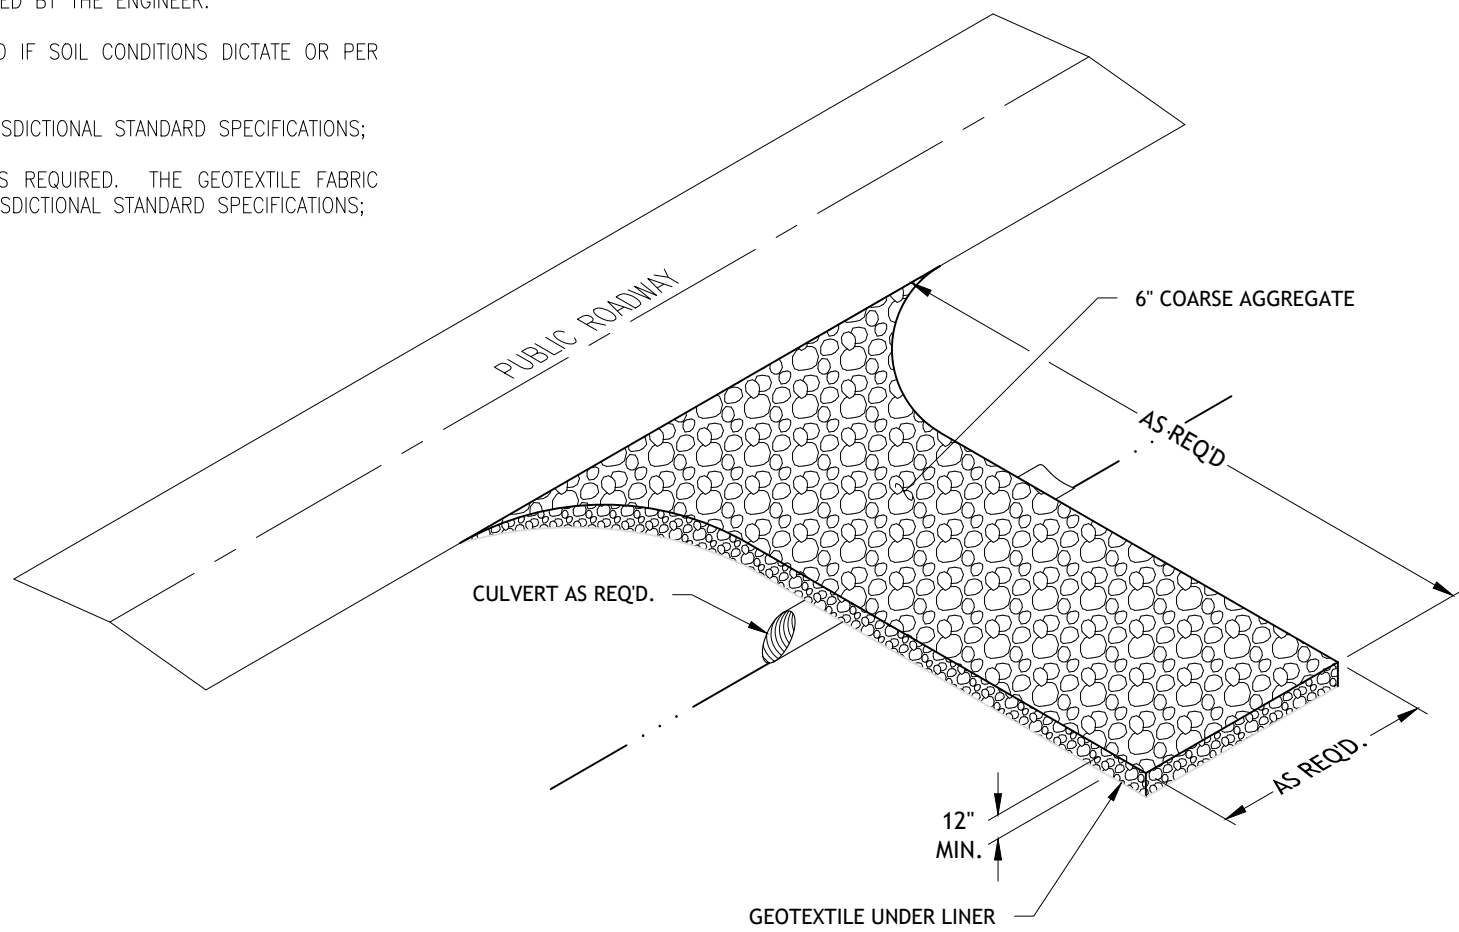 ED BY THE ENGINEER.
IF SOIL CONDITIONS DICTATE OR PER
SDICTIONAL STANDARD SPECIFICATIONS;
S REQUIRED. THE GEOTEXTILE FABRIC
SDICTIONAL STANDARD SPECIFICATIONS;
PUBLIC ROADWAY
6" COARSE AGGREGATE
AS REQ'D
CULVERT AS REQ'D.
AS REQ'D.
12"
MIN.
GEOTEXTILE UNDER LINER